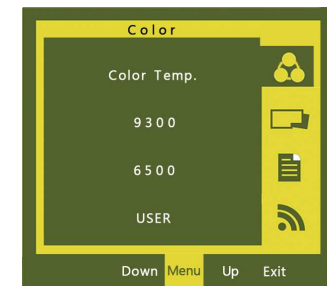 Color
Color Temp.
9300
6500
USER
Down Menu Up Exit